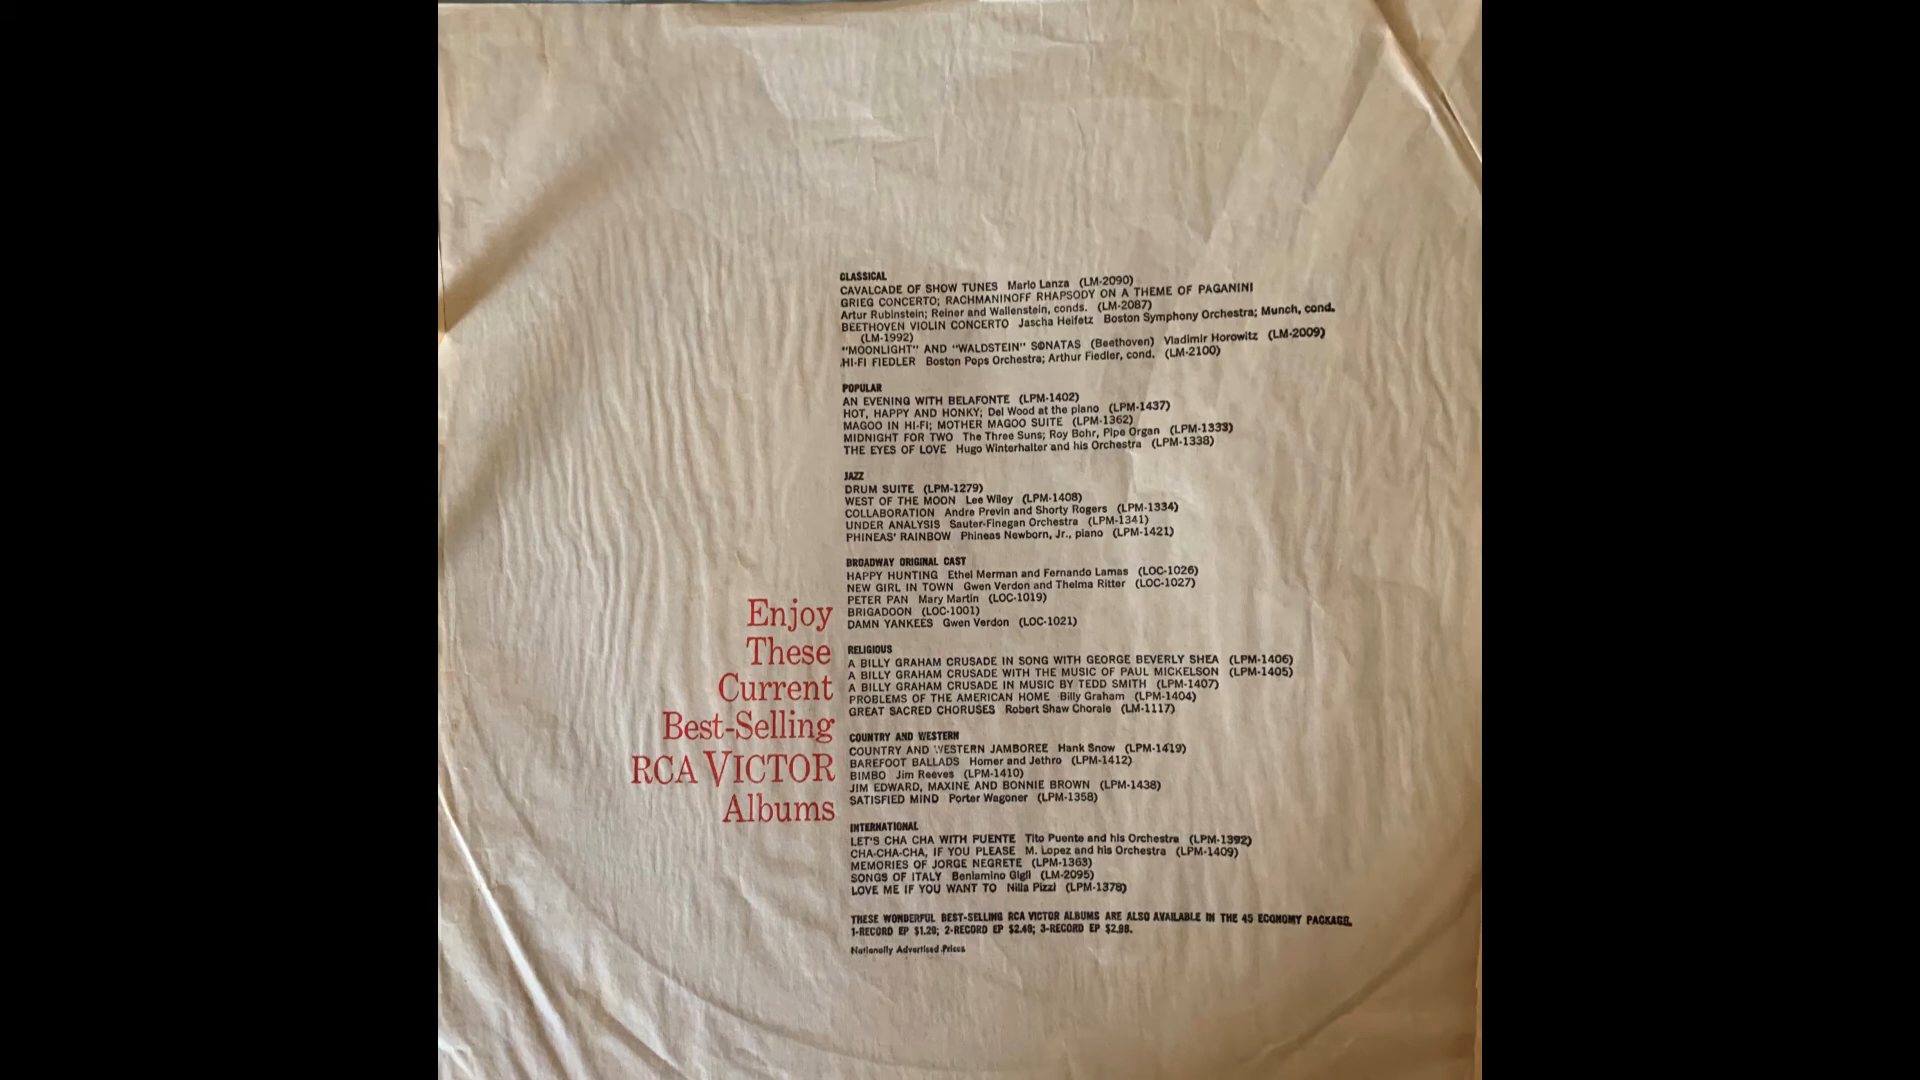 Enjoy
These
Current
Best-Selling
RCA VICTOR
Albums
CLASSICAL
CAVALCADE OF SHOW TUNES Mario Lanza (LM-2090)
GRIEG CONCERTO; RACHMANINOFF RHAPSODY ON A THEME OF PAGANINI
Artur Rubinstein; Reiner and Wallenstein, conds. (LM-2087)
BEETHOVEN VIOLIN CONCERTO Jascha Heifetz Boston Symphony Orchestra; Munch, cond.
(LM-1992)
"MOONLIGHT" AND "WALDSTEIN" SONATAS (Beethoven) Vladimir Horowitz (LM-2009)
HI-FI FIEDLER Boston Pops Orchestra; Arthur Fiedler, cond. (LM-2100)
POPULAR
AN EVENING WITH BELAFONTE (LPM-1402)
HOT, HAPPY AND HONKY; Del Wood at the piano (LPM-1437)
MAGOO IN HI-FI; MOTHER MAGOO SUITE (LPM-1362)
MIDNIGHT FOR TWO The Three Suns; Roy Bohr, Pipe Organ (LPM-1333)
THE EYES OF LOVE Hugo Winterhalter and his Orchestra (LPM-1338)
JAZZ
DRUM SUITE (LPM-1279)
WEST OF THE MOON Lee Wiley (LPM-1408)
COLLABORATION Andre Previn and Shorty Rogers (LPM-1334)
UNDER ANALYSIS Sauter-Finegan Orchestra (LPM-1341)
PHINEAS' RAINBOW Phineas Newborn, Jr., piano (LPM-1421)
BROADWAY ORIGINAL CAST
HAPPY HUNTING Ethel Merman and Fernando Lamas (LOC-1026)
NEW GIRL IN TOWN Gwen Verdon and Thelma Ritter (LOC-1027)
PETER PAN Mary Martin (LOC-1019)
BRIGADOON (LOC-1001)
DAMN YANKEES Gwen Verdon (LOC-1021)
RELIGIOUS
A BILLY GRAHAM CRUSADE IN SONG WITH GEORGE BEVERLY SHEA (LPM-1406)
A BILLY GRAHAM CRUSADE WITH THE MUSIC OF PAUL MICKELSON (LPM-1405)
A BILLY GRAHAM CRUSADE IN MUSIC BY TEDD SMITH (LPM-1407)
PROBLEMS OF THE AMERICAN HOME Billy Graham (LPM-1404)
GREAT SACRED CHORUSES Robert Shaw Chorale (LM-1117)
COUNTRY AND WESTERN
COUNTRY AND WESTERN JAMBOREE Hank Snow (LPM-1419)
BAREFOOT BALLADS Homer and Jethro (LPM-1412)
BIMBO Jim Reeves (LPM-1410)
JIM EDWARD, MAXINE AND BONNIE BROWN (LPM-1438)
SATISFIED MIND Porter Wagoner (LPM-1358)
INTERNATIONAL
LET'S CHA CHA WITH PUENTE Tito Puente and his Orchestra (LPM-1392)
CHA-CHA-CHA, IF YOU PLEASE M. Lopez and his Orchestra (LPM-1409)
MEMORIES OF JORGE NEGRETE (LPM-1363)
SONGS OF ITALY Beniamino Gigli (LM-2095)
LOVE ME IF YOU WANT TO Nilla Pizzi (LPM-1378)
THESE WONDERFUL BEST-SELLING RCA VICTOR ALBUMS ARE ALSO AVAILABLE IN THE 45 ECONOMY PACKAGE.
1-RECORD EP $1.29; 2-RECORD EP $2.49; 3-RECORD EP $2.98.
Nationally Advertised Prices